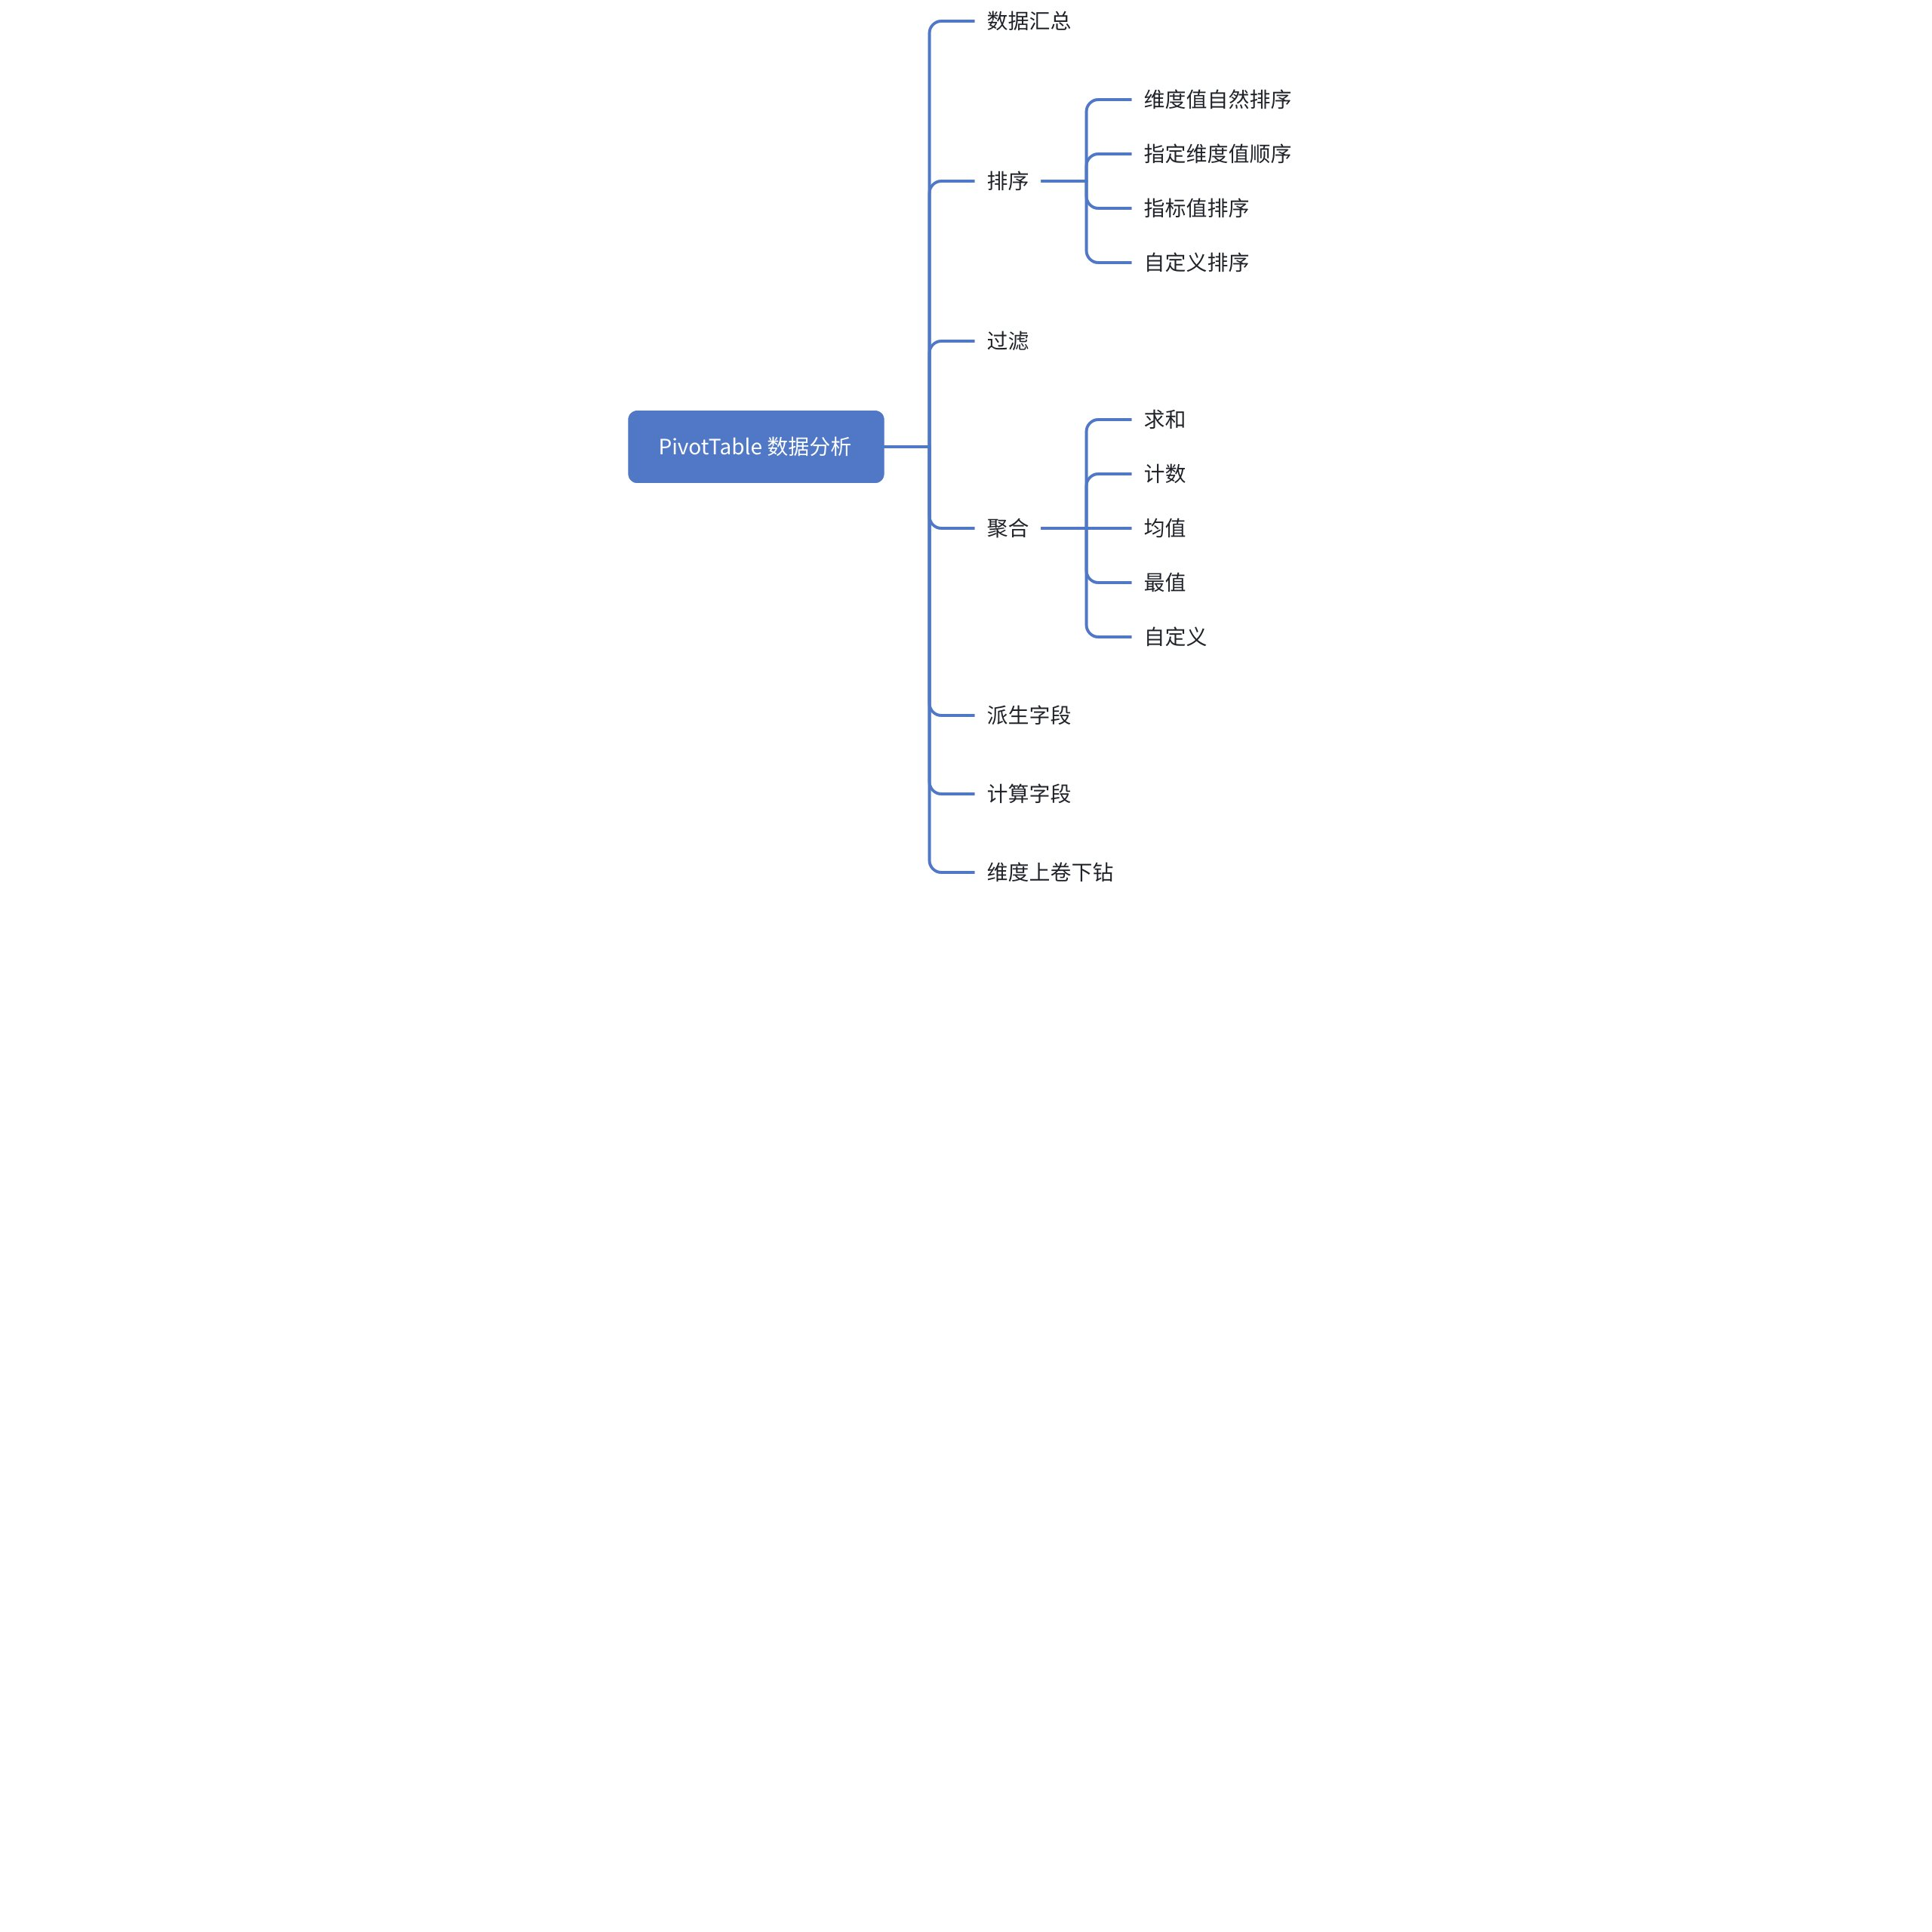 数据汇总
维度值自然排序
指定维度值顺序
排序
指标值排序
自定义排序
过滤
求和
PivotTable 数据分析
计数
聚合
均值
最值
自定义
派生字段
计算字段
维度上卷下钻